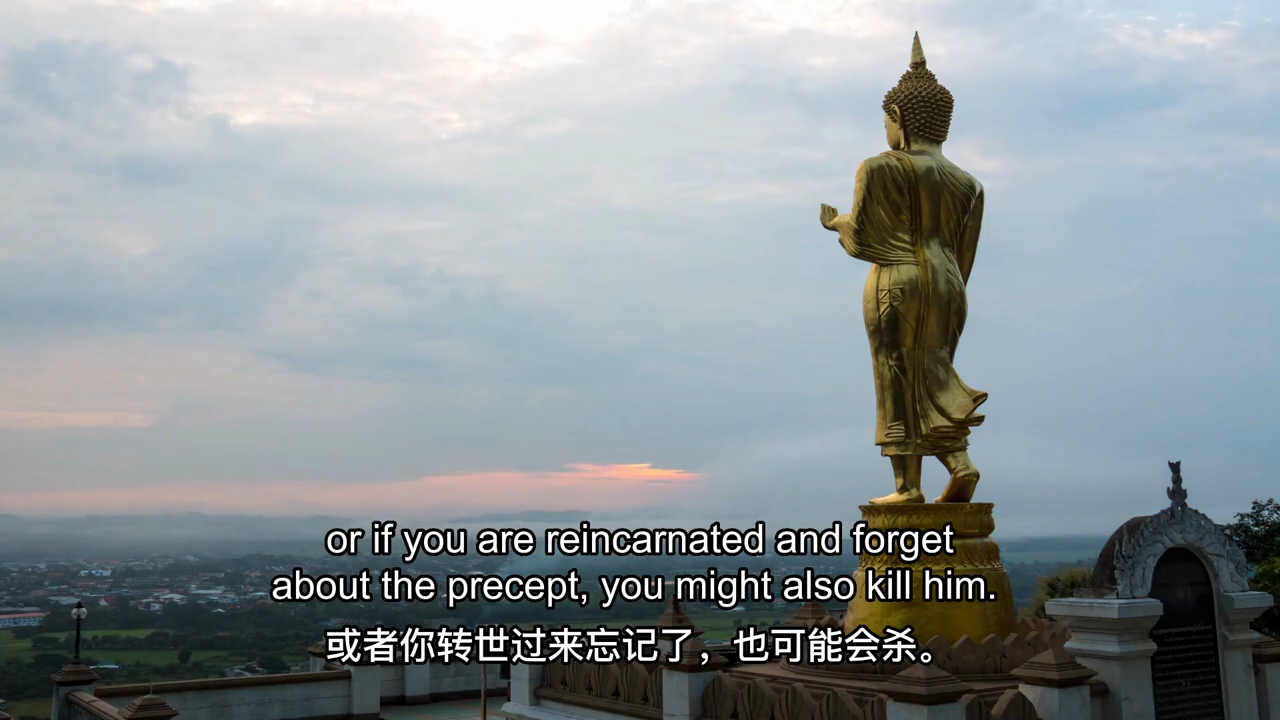 or if you are reincarnated and forget
about the precept, you might also kill him.
或者你转世过来忘记了，也可能会杀。